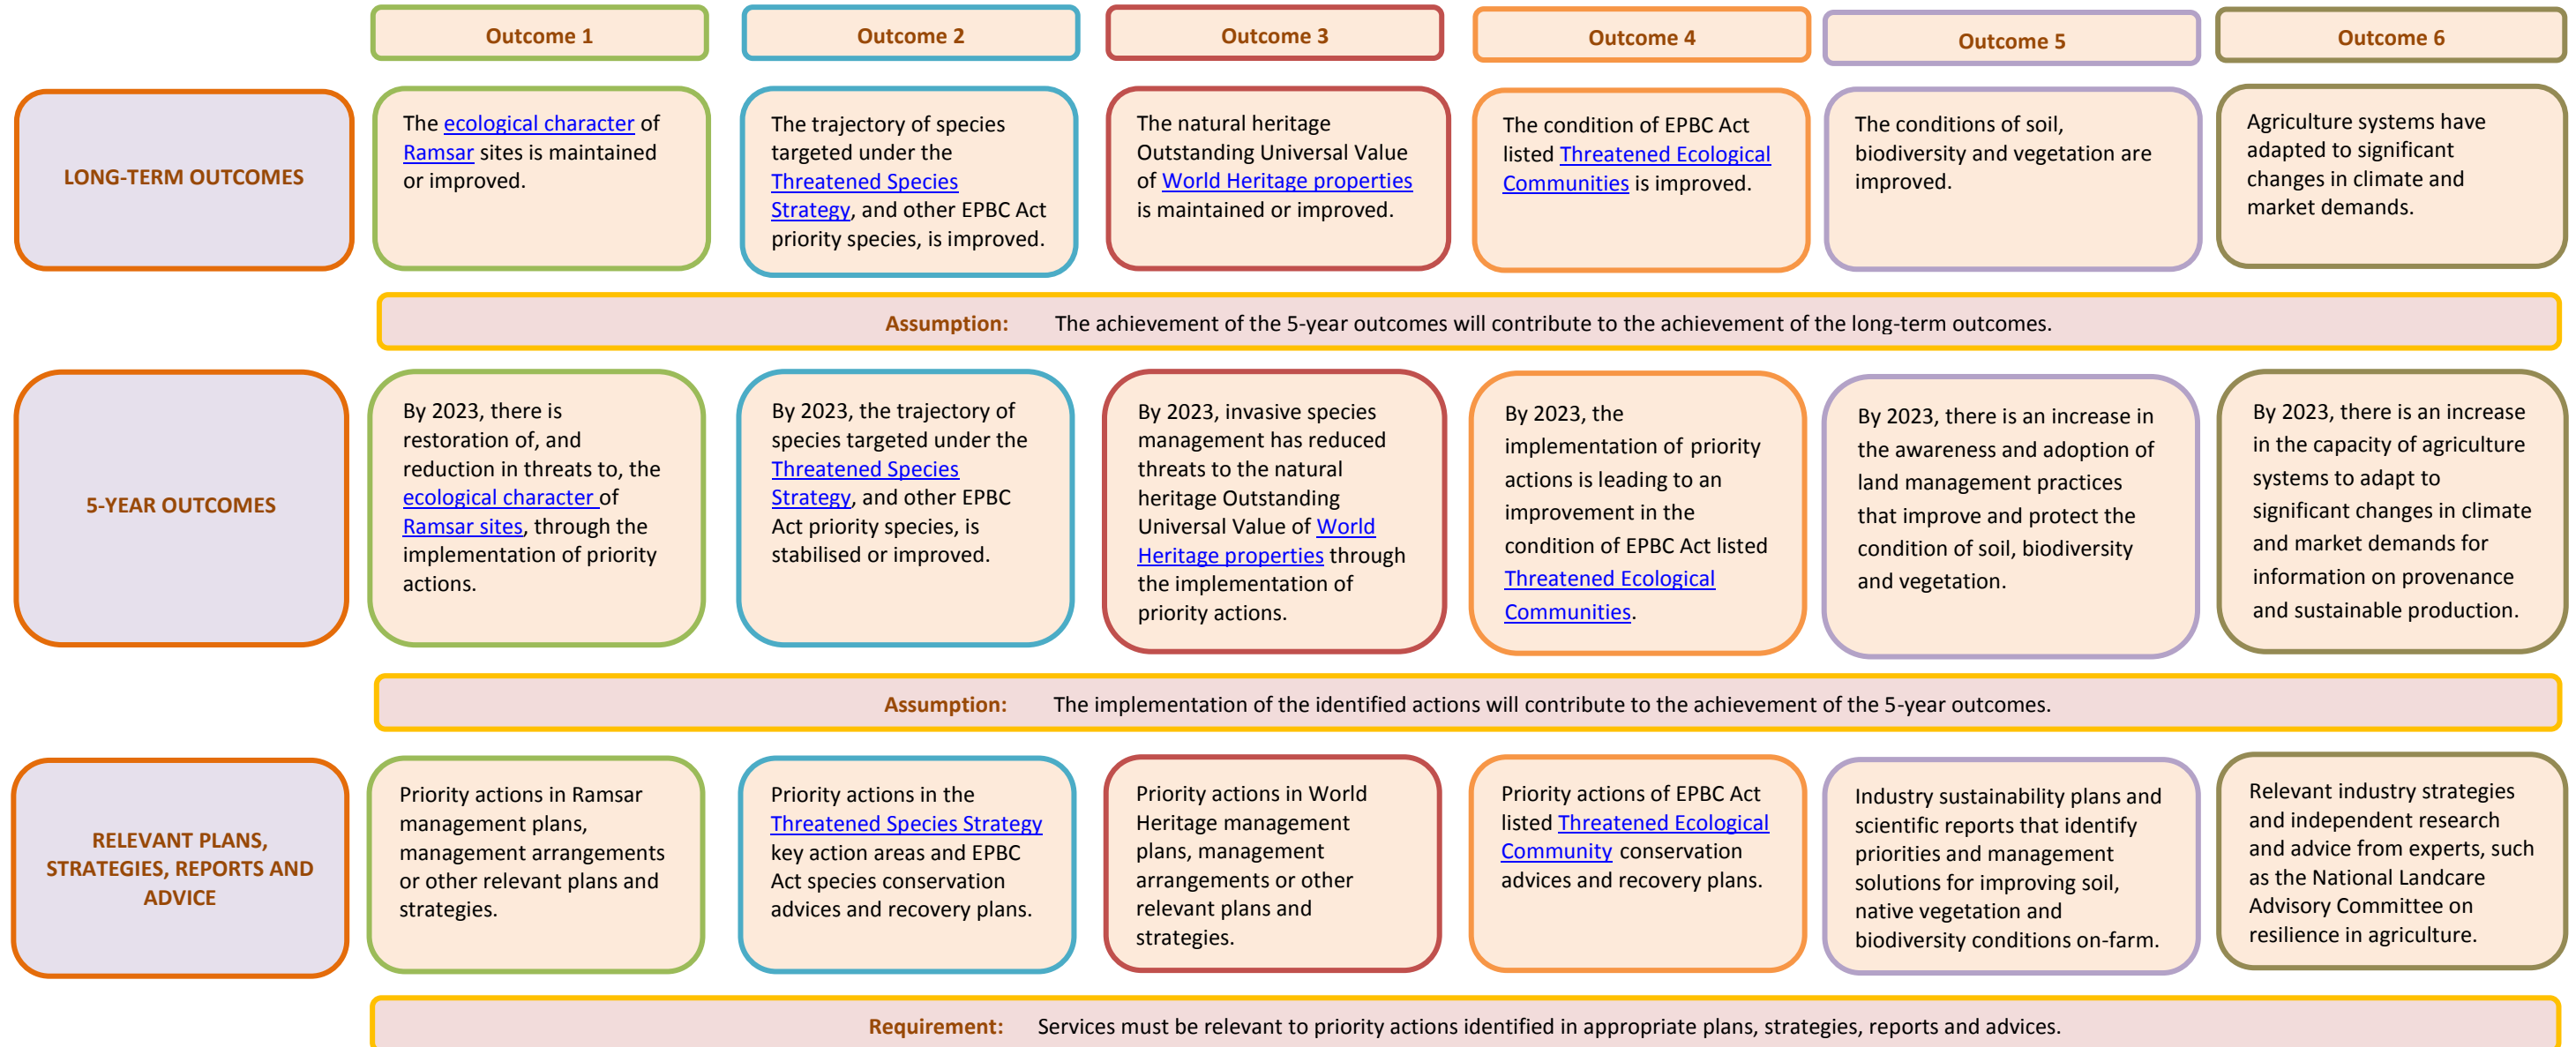 Outcome 1
Outcome 2
Outcome 3
Outcome 4
Outcome 5
Outcome 6
LONG-TERM OUTCOMES
The ecological character of
Ramsar sites is maintained
or improved.
The trajectory of species
targeted under the
Threatened Species
Strategy, and other EPBC Act
priority species, is improved.
The natural heritage
Outstanding Universal Value
of World Heritage properties
is maintained or improved.
The condition of EPBC Act
listed Threatened Ecological
Communities is improved.
The conditions of soil,
biodiversity and vegetation are
improved.
Agriculture systems have
adapted to significant
changes in climate and
market demands.
Assumption: The achievement of the 5-year outcomes will contribute to the achievement of the long-term outcomes.
5-YEAR OUTCOMES
By 2023, there is
restoration of, and
reduction in threats to, the
ecological character of
Ramsar sites, through the
implementation of priority
actions.
By 2023, the trajectory of
species targeted under the
Threatened Species
Strategy, and other EPBC
Act priority species, is
stabilised or improved.
By 2023, invasive species
management has reduced
threats to the natural
heritage Outstanding
Universal Value of World
Heritage properties through
the implementation of
priority actions.
By 2023, the
implementation of priority
actions is leading to an
improvement in the
condition of EPBC Act listed
Threatened Ecological
Communities.
By 2023, there is an increase in
the awareness and adoption of
land management practices
that improve and protect the
condition of soil, biodiversity
and vegetation.
By 2023, there is an increase
in the capacity of agriculture
systems to adapt to
significant changes in climate
and market demands for
information on provenance
and sustainable production.
Assumption: The implementation of the identified actions will contribute to the achievement of the 5-year outcomes.
RELEVANT PLANS,
STRATEGIES, REPORTS AND
ADVICE
Priority actions in Ramsar
management plans,
management arrangements
or other relevant plans and
strategies.
Priority actions in the
Threatened Species Strategy
key action areas and EPBC
Act species conservation
advices and recovery plans.
Priority actions in World
Heritage management
plans, management
arrangements or other
relevant plans and
strategies.
Priority actions of EPBC Act
listed Threatened Ecological
Community conservation
advices and recovery plans.
Industry sustainability plans and
scientific reports that identify
priorities and management
solutions for improving soil,
native vegetation and
biodiversity conditions on-farm.
Relevant industry strategies
and independent research
and advice from experts, such
as the National Landcare
Advisory Committee on
resilience in agriculture.
Requirement: Services must be relevant to priority actions identified in appropriate plans, strategies, reports and advices.